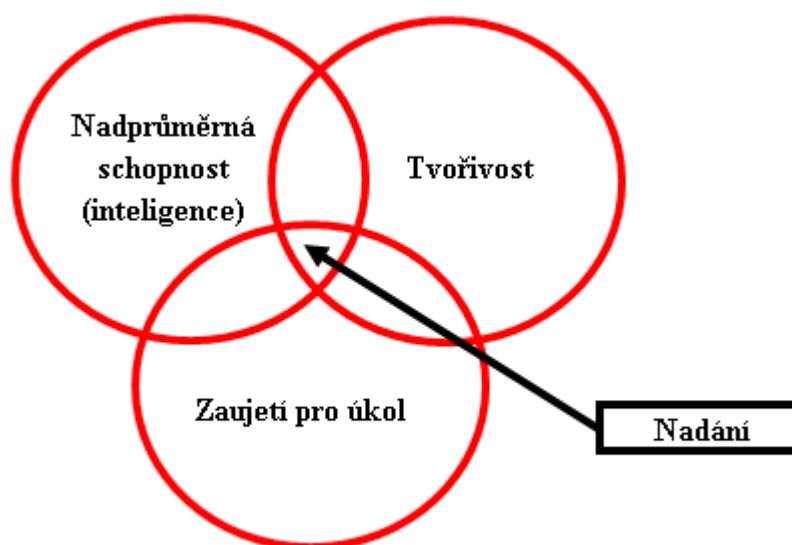 Nadprůměrná
schopnost
(inteligence)
Tvořivost
Zaujetí pro úkol
Nadání